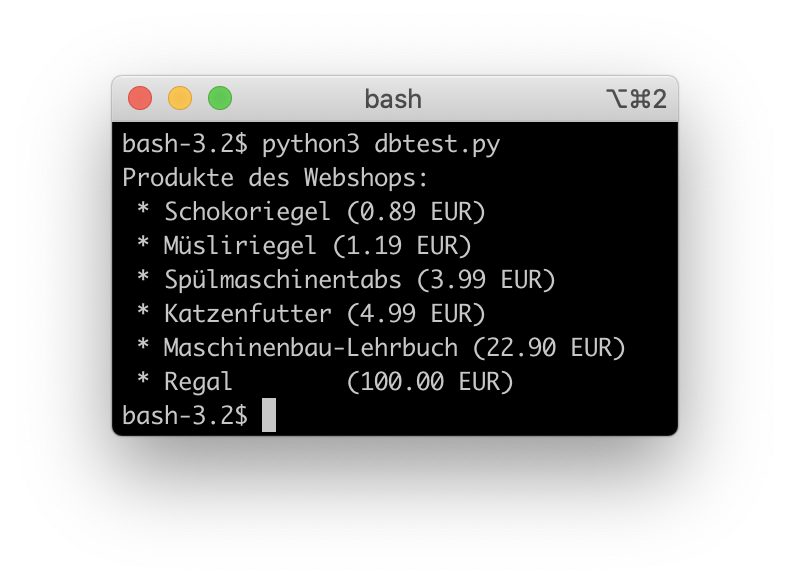 bash ⌥⌘2
bash-3.2$ python3 dbtest.py
Produkte des Webshops:
 * Schokoriegel (0.89 EUR)
 * Müsliriegel (1.19 EUR)
 * Spülmaschinentabs (3.99 EUR)
 * Katzenfutter (4.99 EUR)
 * Maschinenbau-Lehrbuch (22.90 EUR)
 * Regal        (100.00 EUR)
bash-3.2$